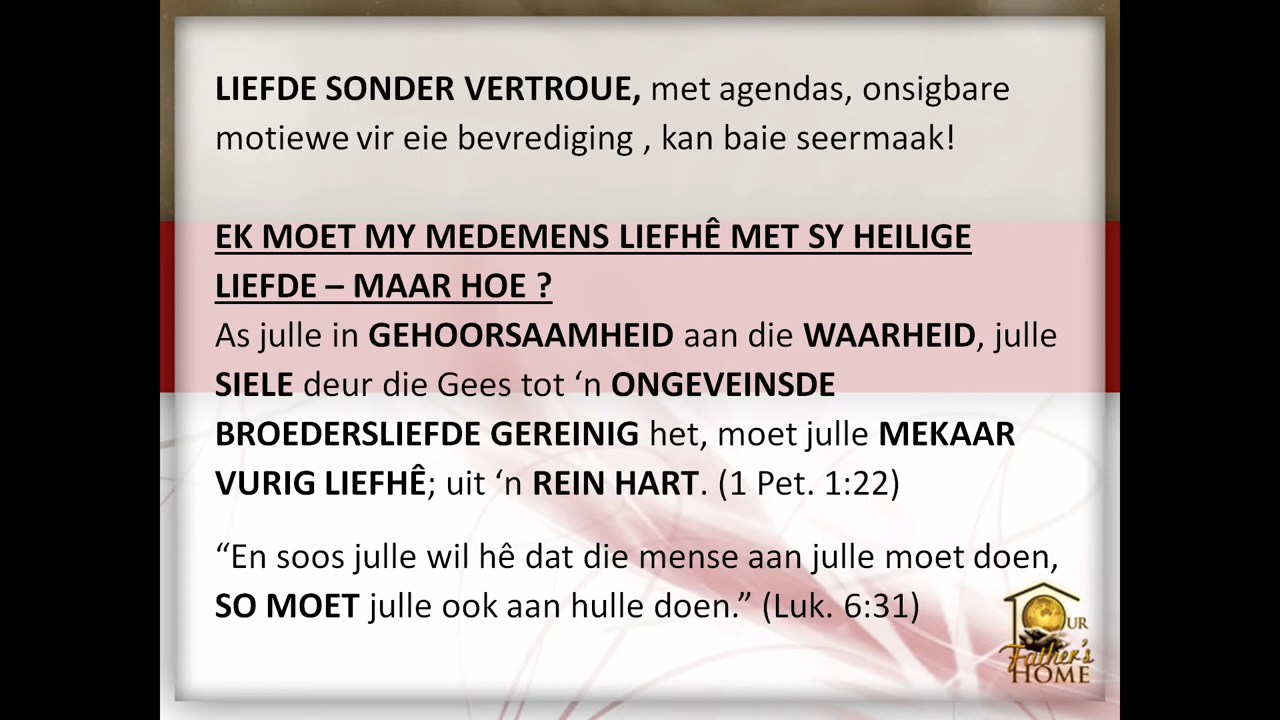 LIEFDE SONDER VERTROUE, met agendas, onsigbare
motiewe vir eie bevrediging , kan baie seermaak!
EK MOET MY MEDEMENS LIEFHÊ MET SY HEILIGE
LIEFDE – MAAR HOE ?
As julle in GEHOORSAAMHEID aan die WAARHEID, julle
SIELE deur die Gees tot ‘n ONGEVEINSDE
BROEDERSLIEFDE GEREINIG het, moet julle MEKAAR
VURIG LIEFHÊ; uit ‘n REIN HART. (1 Pet. 1:22)
“En soos julle wil hê dat die mense aan julle moet doen,
SO MOET julle ook aan hulle doen.” (Luk. 6:31)
OUR
Father's
HOME